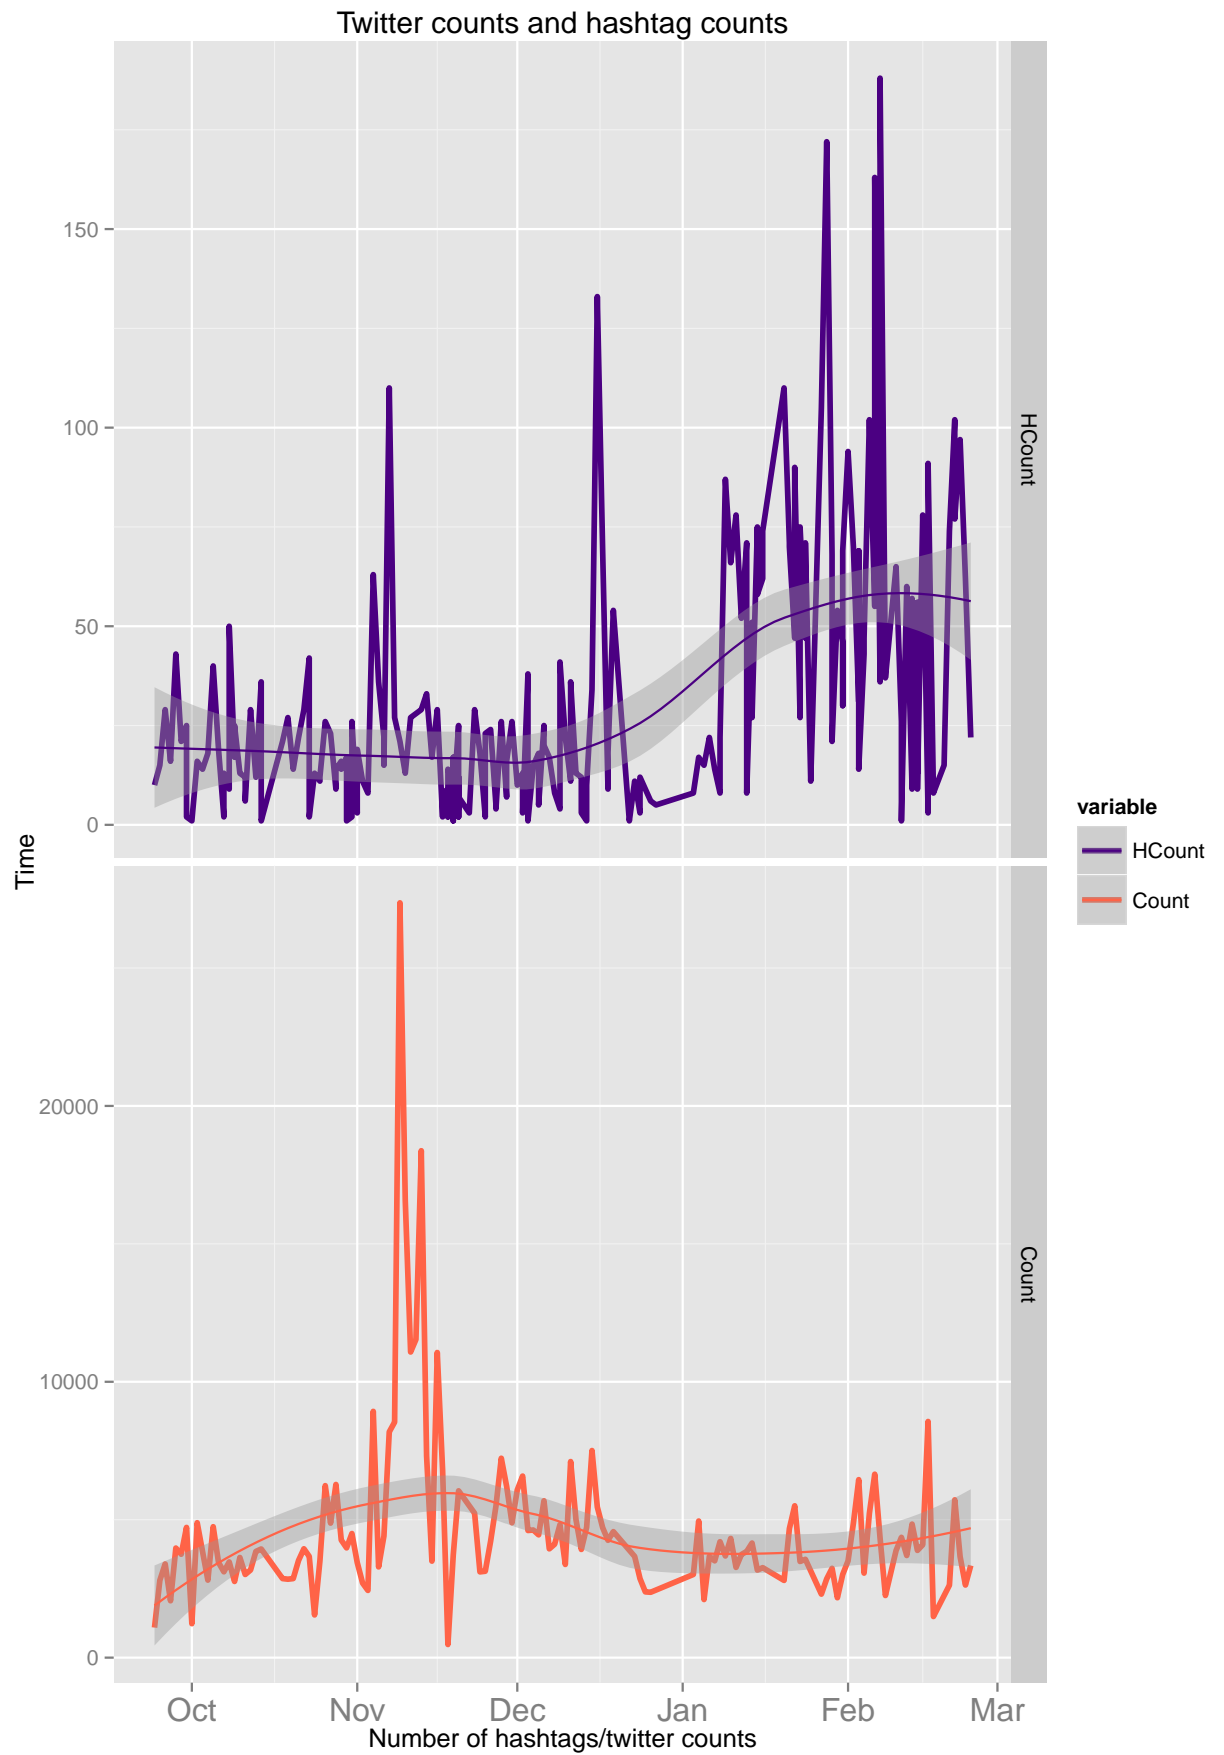 Twitter counts and hashtag counts
150
100
50
0
HCount
Time
20000
10000
0
Count
Oct Nov Dec Jan Feb Mar
Number of hashtags/twitter counts
variable
HCount
Count